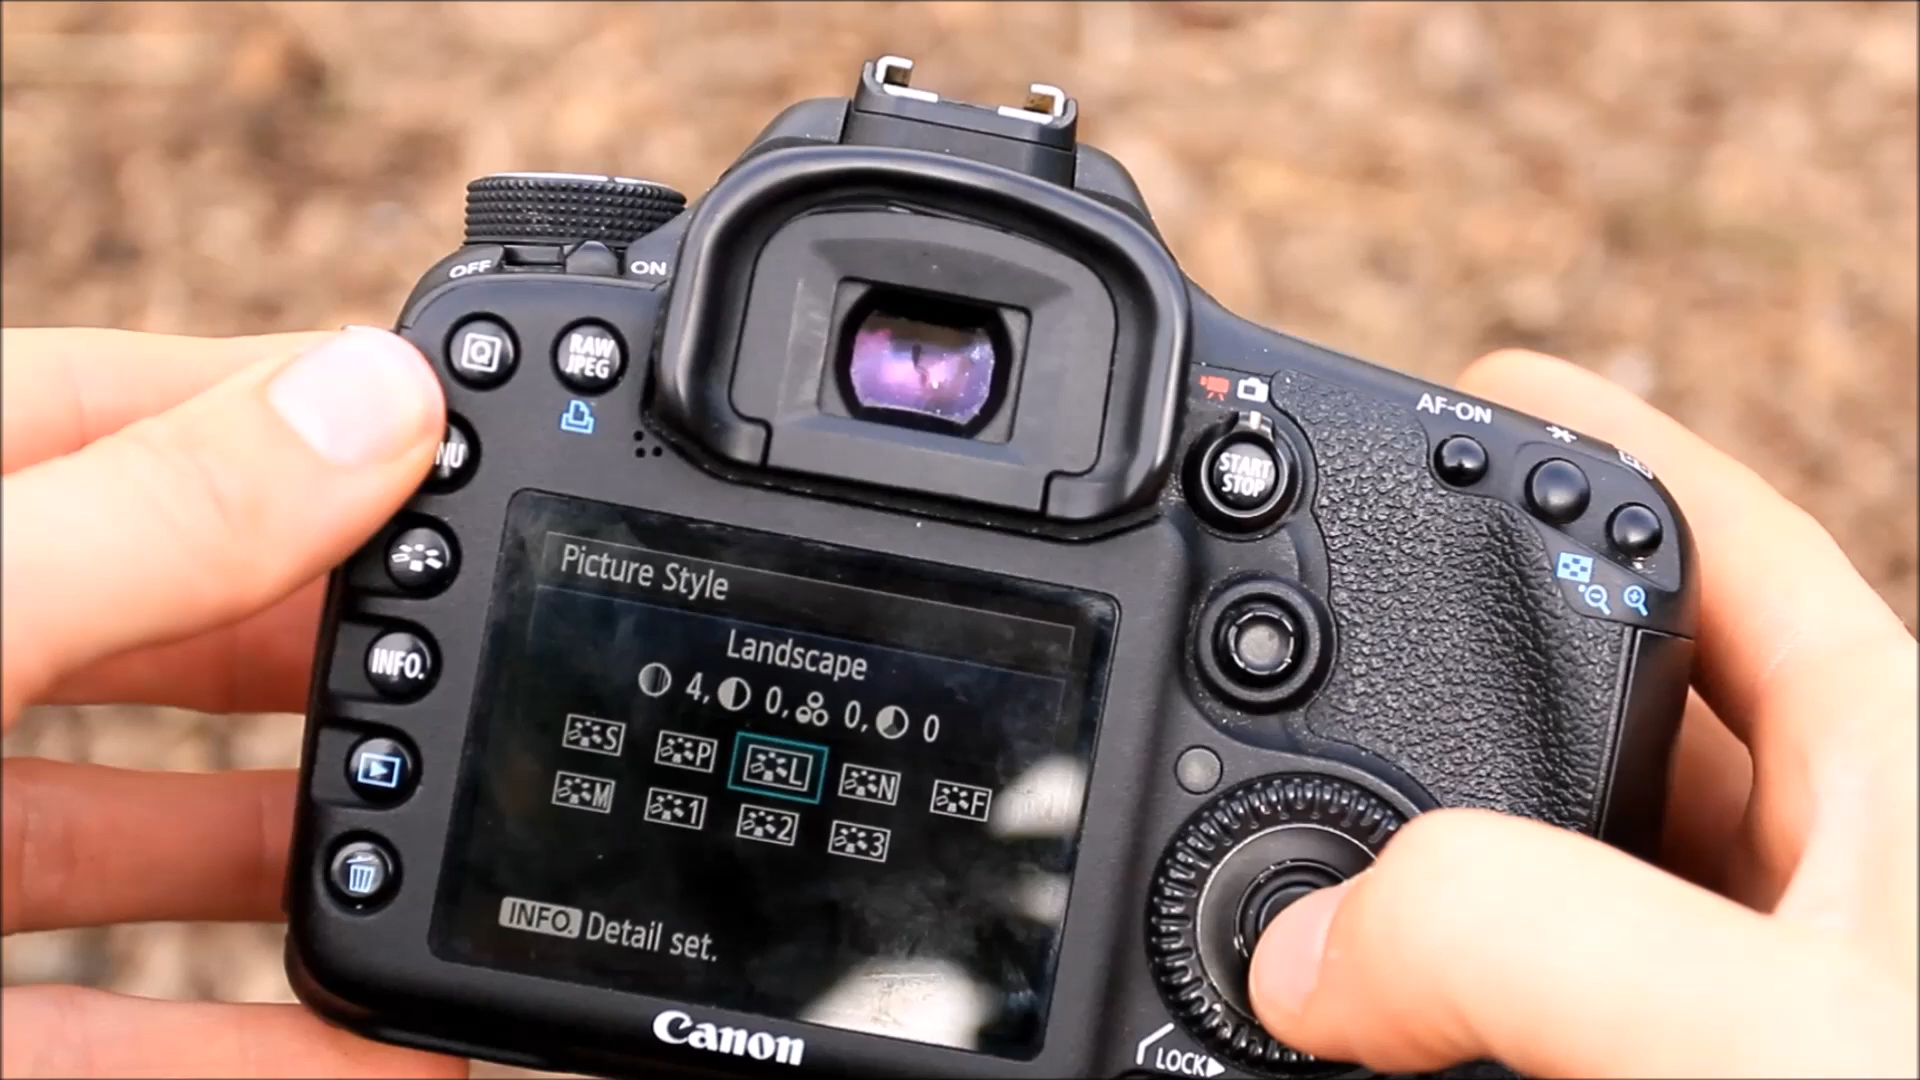 OFF ON
Q RAW JPEG
NU
AF-ON
START STOP
INFO.
Picture Style
Landscape
4, 0, 0, 0
S P L N F
M 1 2 3
INFO. Detail set.
Canon
LOCK